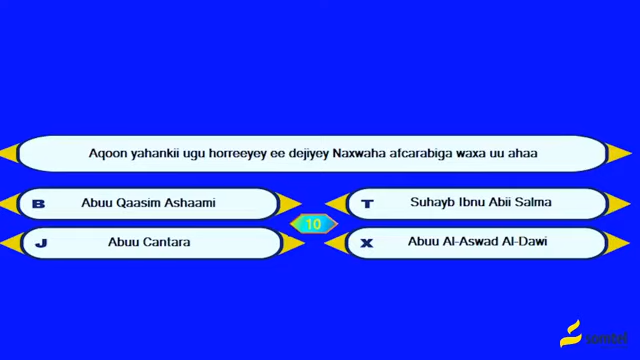 Aqoon yahankii ugu horreeyey ee dejiyey Naxwaha afcarabiga waxa uu ahaa
B Abuu Qaasim Ashaami
T Suhayb Ibnu Abii Salma
10
J Abuu Cantara
X Abuu Al-Aswad Al-Dawi